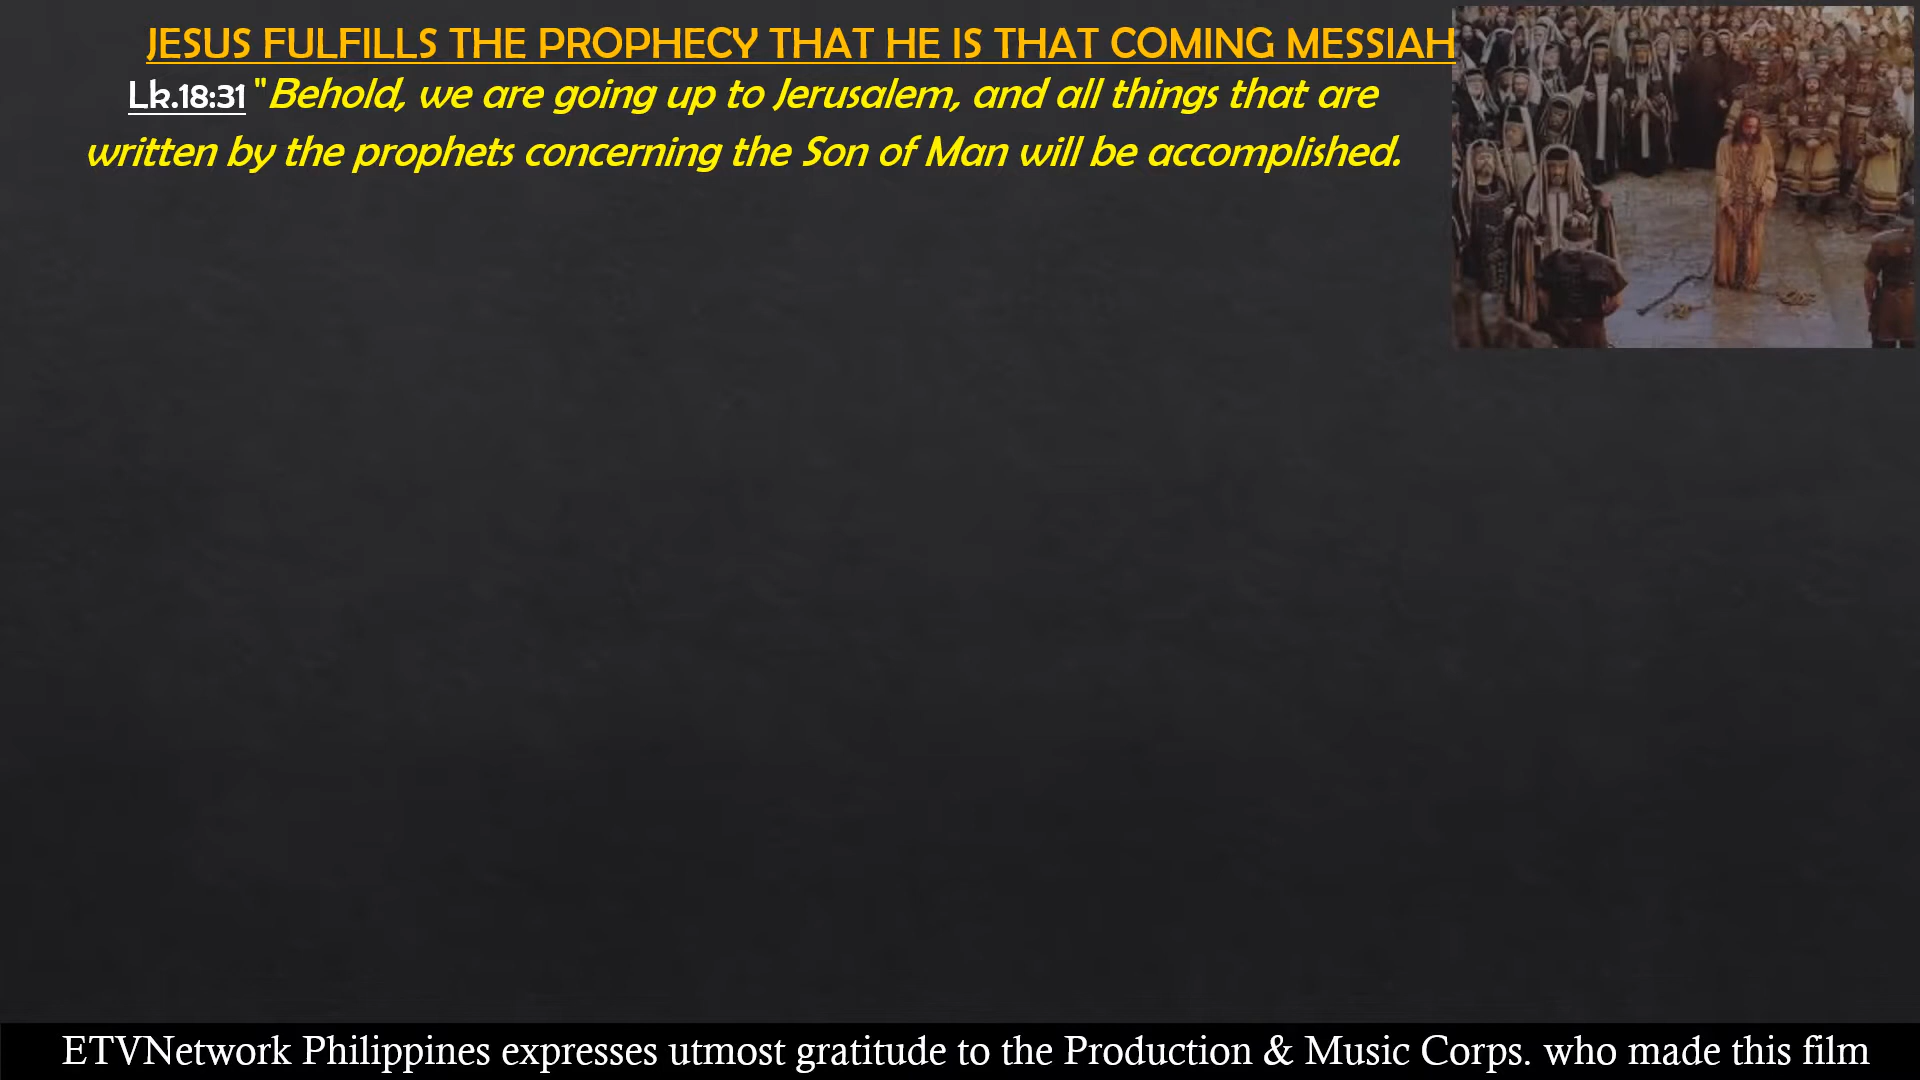 JESUS FULFILLS THE PROPHECY THAT HE IS THAT COMING MESSIAH
Lk.18:31 "Behold, we are going up to Jerusalem, and all things that are
written by the prophets concerning the Son of Man will be accomplished.
ETVNetwork Philippines expresses utmost gratitude to the Production & Music Corps. who made this film